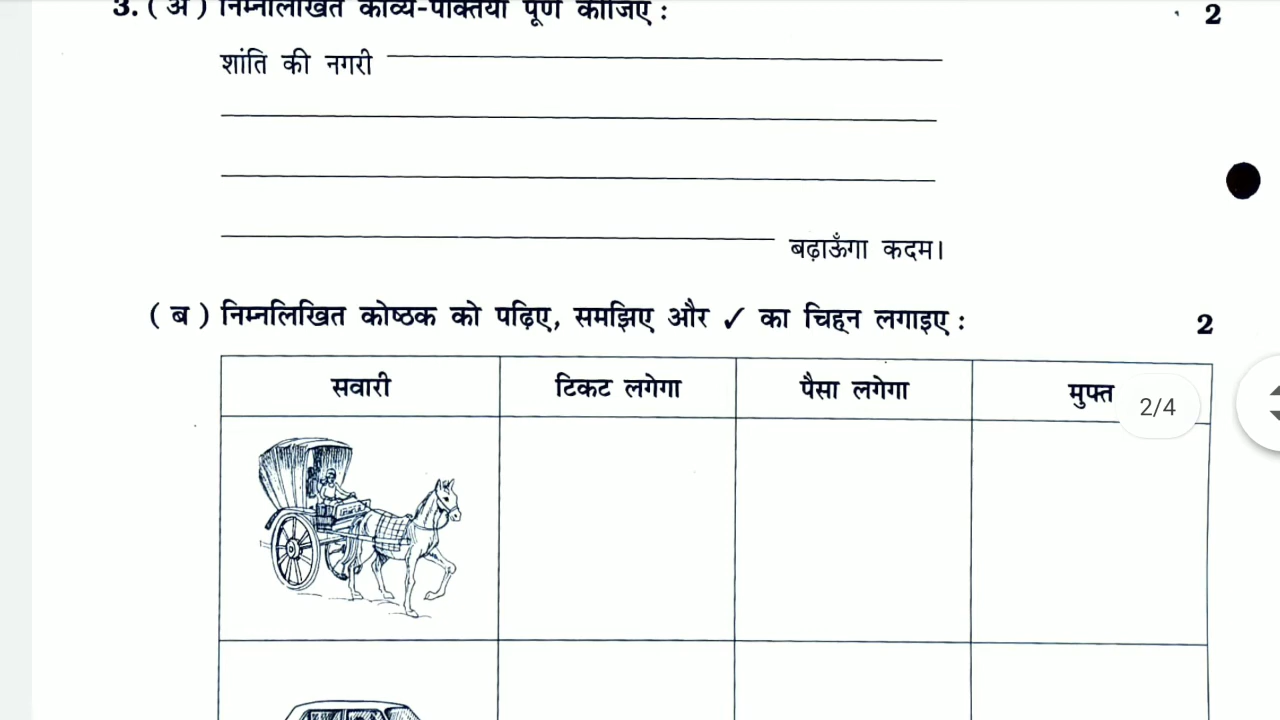 3. ( अ ) निम्नलिखित काव्य-पंक्तियाँ पूर्ण कीजिए : 2
शांति की नगरी
बढ़ाऊँगा कदम।
( ब ) निम्नलिखित कोष्ठक को पढ़िए, समझिए और ✓ का चिह्न लगाइए : 2
सवारी टिकट लगेगा पैसा लगेगा मुफ्त
2/4